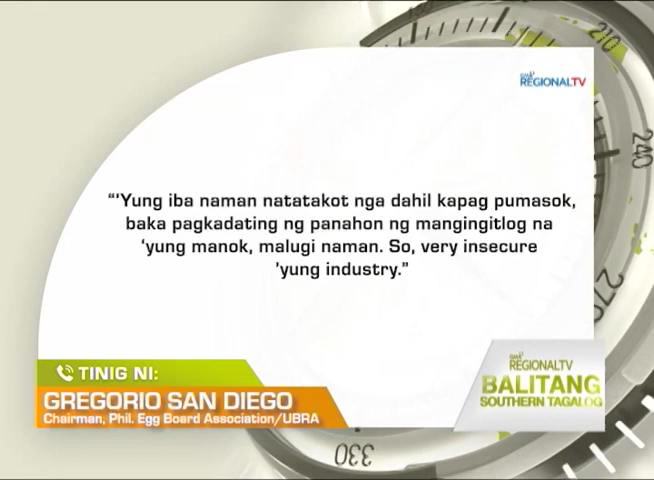 GMA REGIONALTV
“’Yung iba naman natatakot nga dahil kapag pumasok,
baka pagkadating ng panahon ng mangingitlog na
‘yung manok, malugi naman. So, very insecure
’yung industry.”
TINIG NI:
GREGORIO SAN DIEGO
Chairman, Phil. Egg Board Association/UBRA
GMA REGIONALTV
BALITANG
SOUTHERN TAGALOG
210
240
270
330